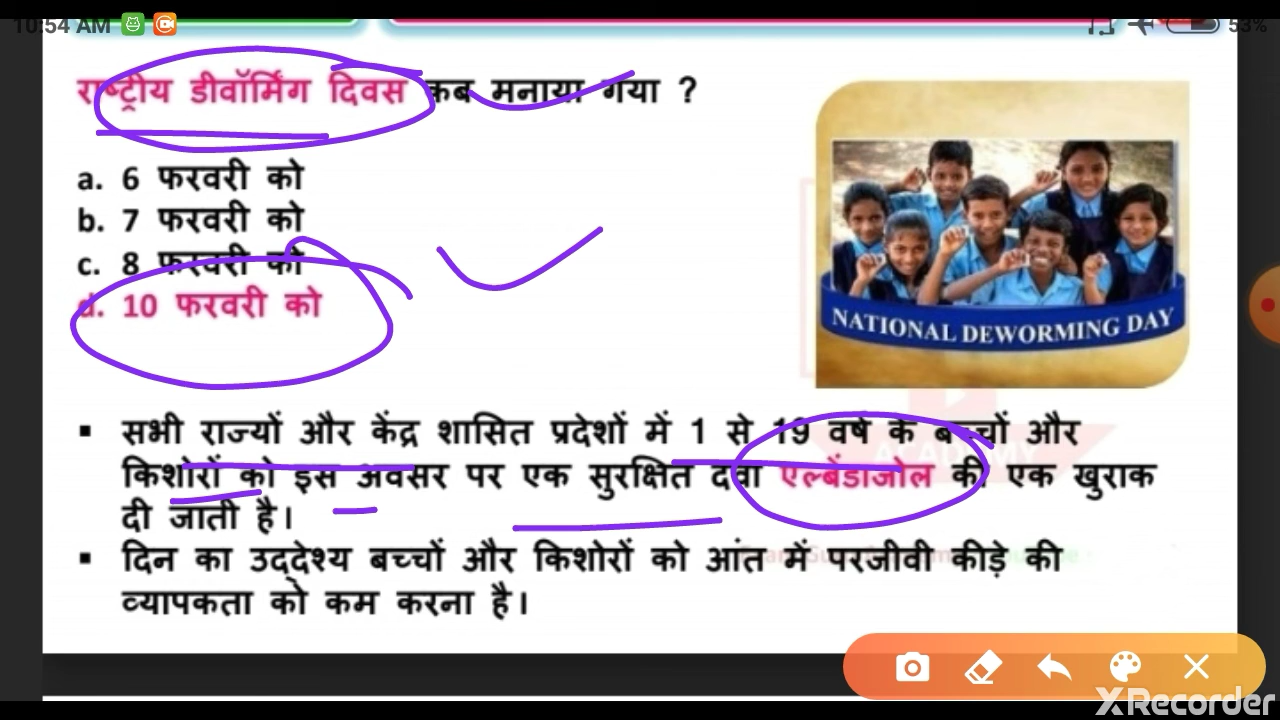 10:54 AM
53%
राष्ट्रीय डीवॉर्मिंग दिवस कब मनाया गया ?
a. 6 फरवरी को
b. 7 फरवरी को
c. 8 फरवरी को
d. 10 फरवरी को
NATIONAL DEWORMING DAY
▪ सभी राज्यों और केंद्र शासित प्रदेशों में 1 से 19 वर्ष के बच्चों और
किशोरों को इस अवसर पर एक सुरक्षित दवा एल्बेंडाजोल की एक खुराक
दी जाती है।
▪ दिन का उद्देश्य बच्चों और किशोरों को आंत में परजीवी कीड़े की
व्यापकता को कम करना है।
XRecorder